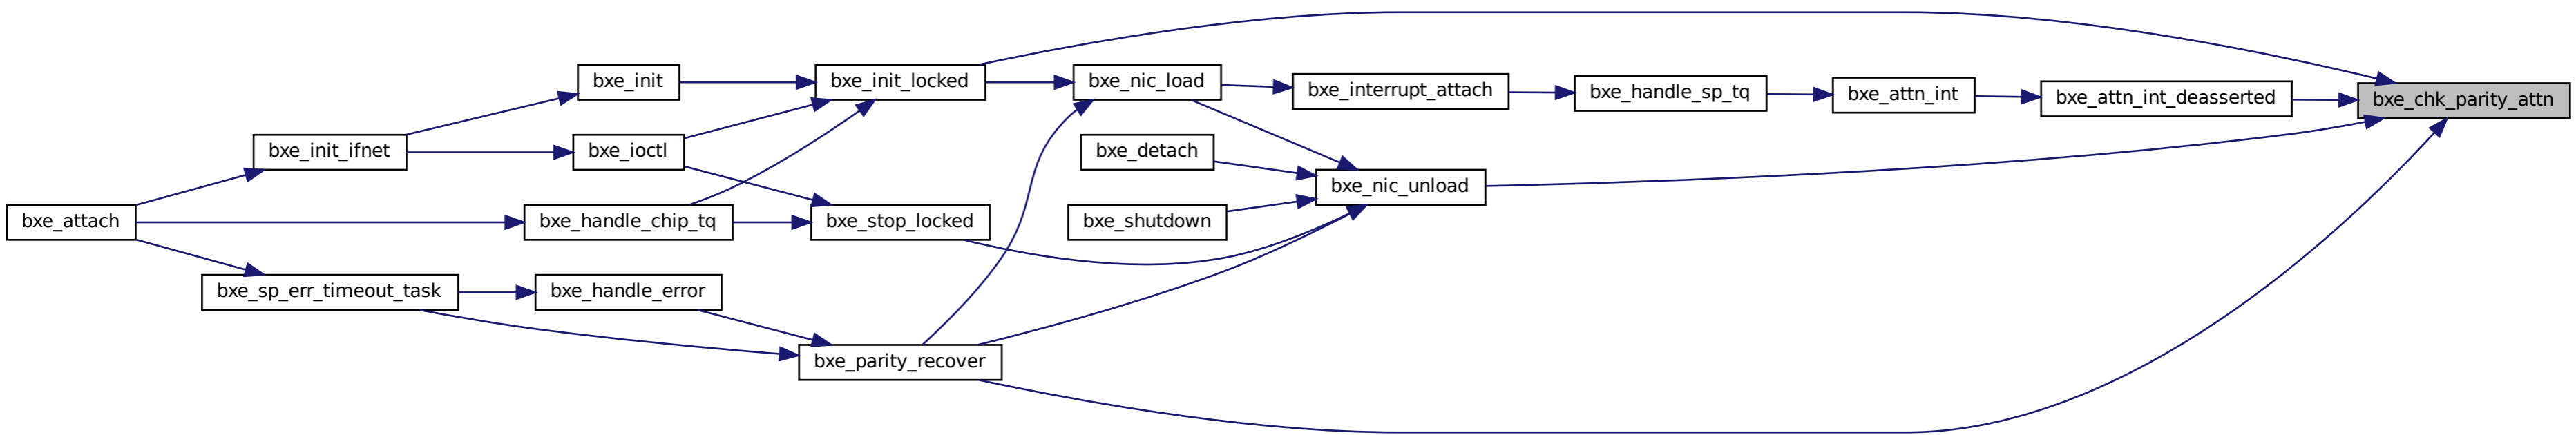 bxe_init
bxe_init_locked
bxe_nic_load
bxe_interrupt_attach
bxe_handle_sp_tq
bxe_attn_int
bxe_attn_int_deasserted
bxe_chk_parity_attn
bxe_init_ifnet
bxe_ioctl
bxe_detach
bxe_nic_unload
bxe_attach
bxe_handle_chip_tq
bxe_stop_locked
bxe_shutdown
bxe_sp_err_timeout_task
bxe_handle_error
bxe_parity_recover